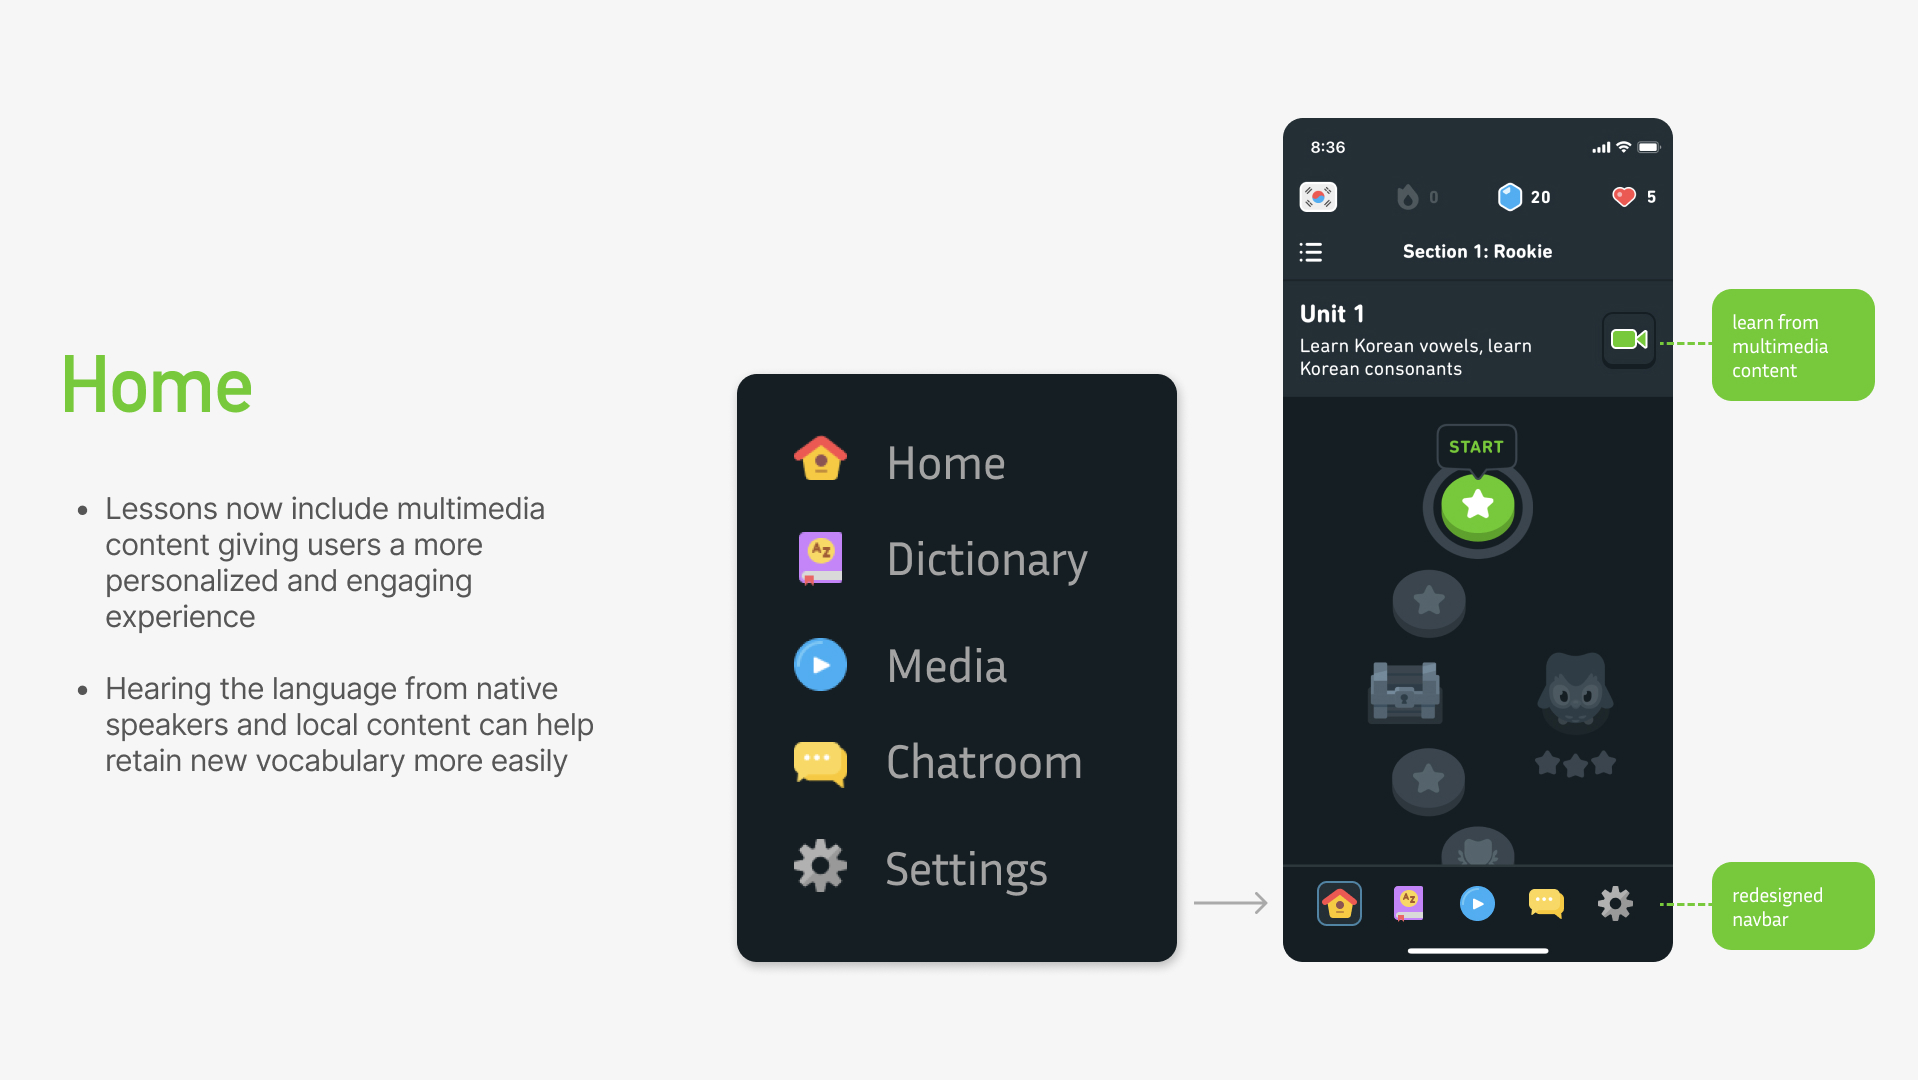 Home
• Lessons now include multimedia
content giving users a more
personalized and engaging
experience
• Hearing the language from native
speakers and local content can help
retain new vocabulary more easily
Home
AZ
Dictionary
Media
Chatroom
Settings
8:36
0
20
5
Section 1: Rookie
Unit 1
Learn Korean vowels, learn
Korean consonants
START
AZ
learn from
multimedia
content
redesigned
navbar